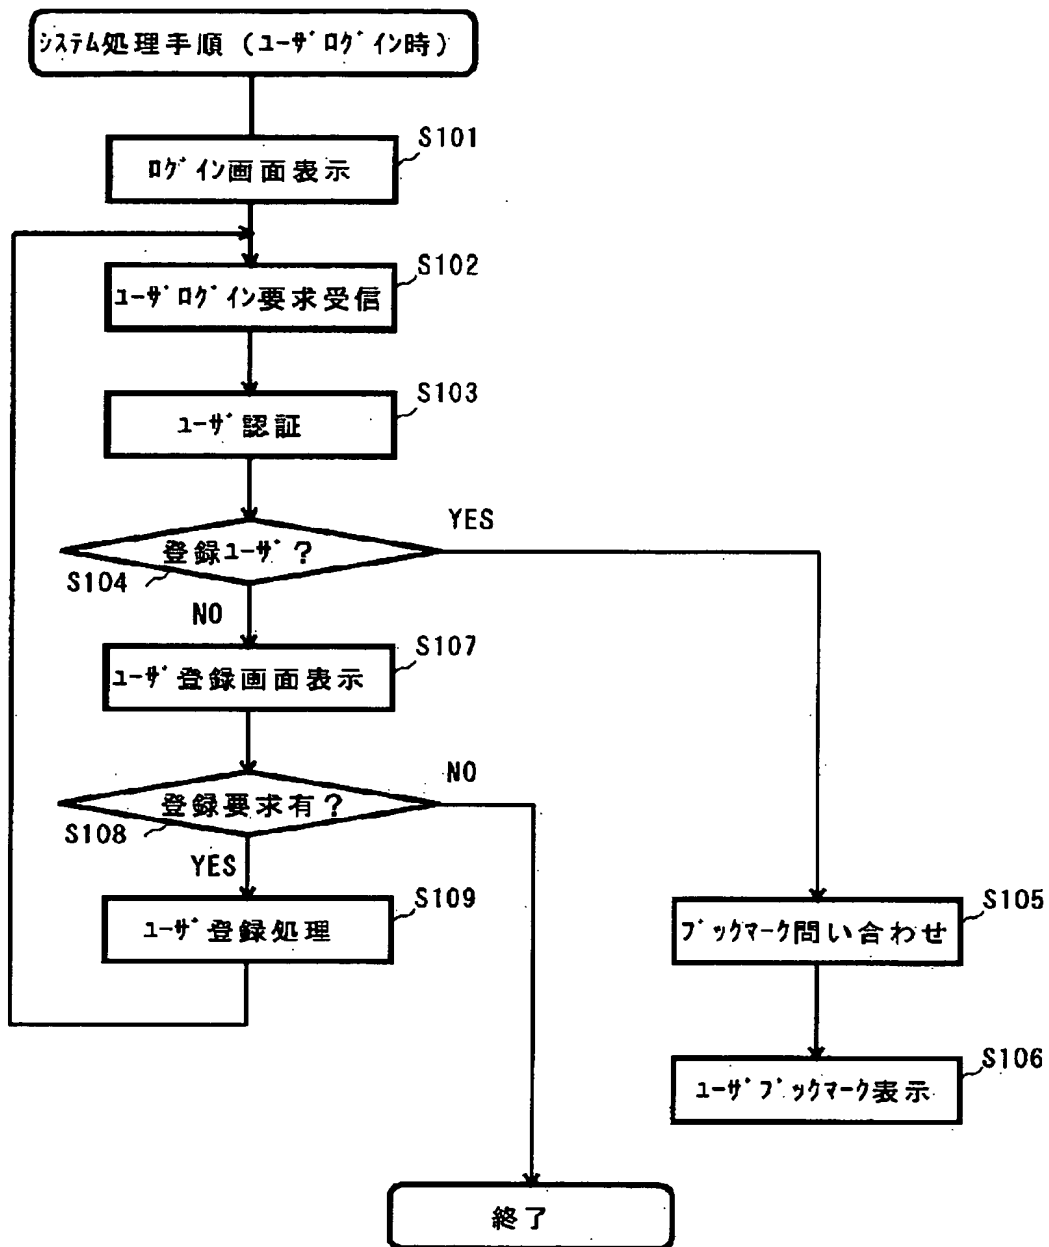 システム処理手順（ユーザログイン時）
S101
ログイン画面表示
S102
ユーザログイン要求受信
S103
ユーザ認証
YES
登録ユーザ？
S104
NO
S107
ユーザ登録画面表示
NO
登録要求有？
S108
YES
S109
ユーザ登録処理
S105
ブックマーク問い合わせ
S106
ユーザブックマーク表示
終了